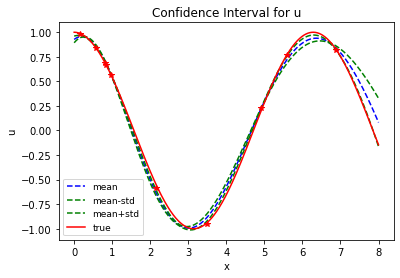 Confidence Interval for u
1.00
0.75
0.50
0.25
0.00
-0.25
-0.50
-0.75
-1.00
u
mean
mean-std
mean+std
true
0 1 2 3 4 5 6 7 8
x